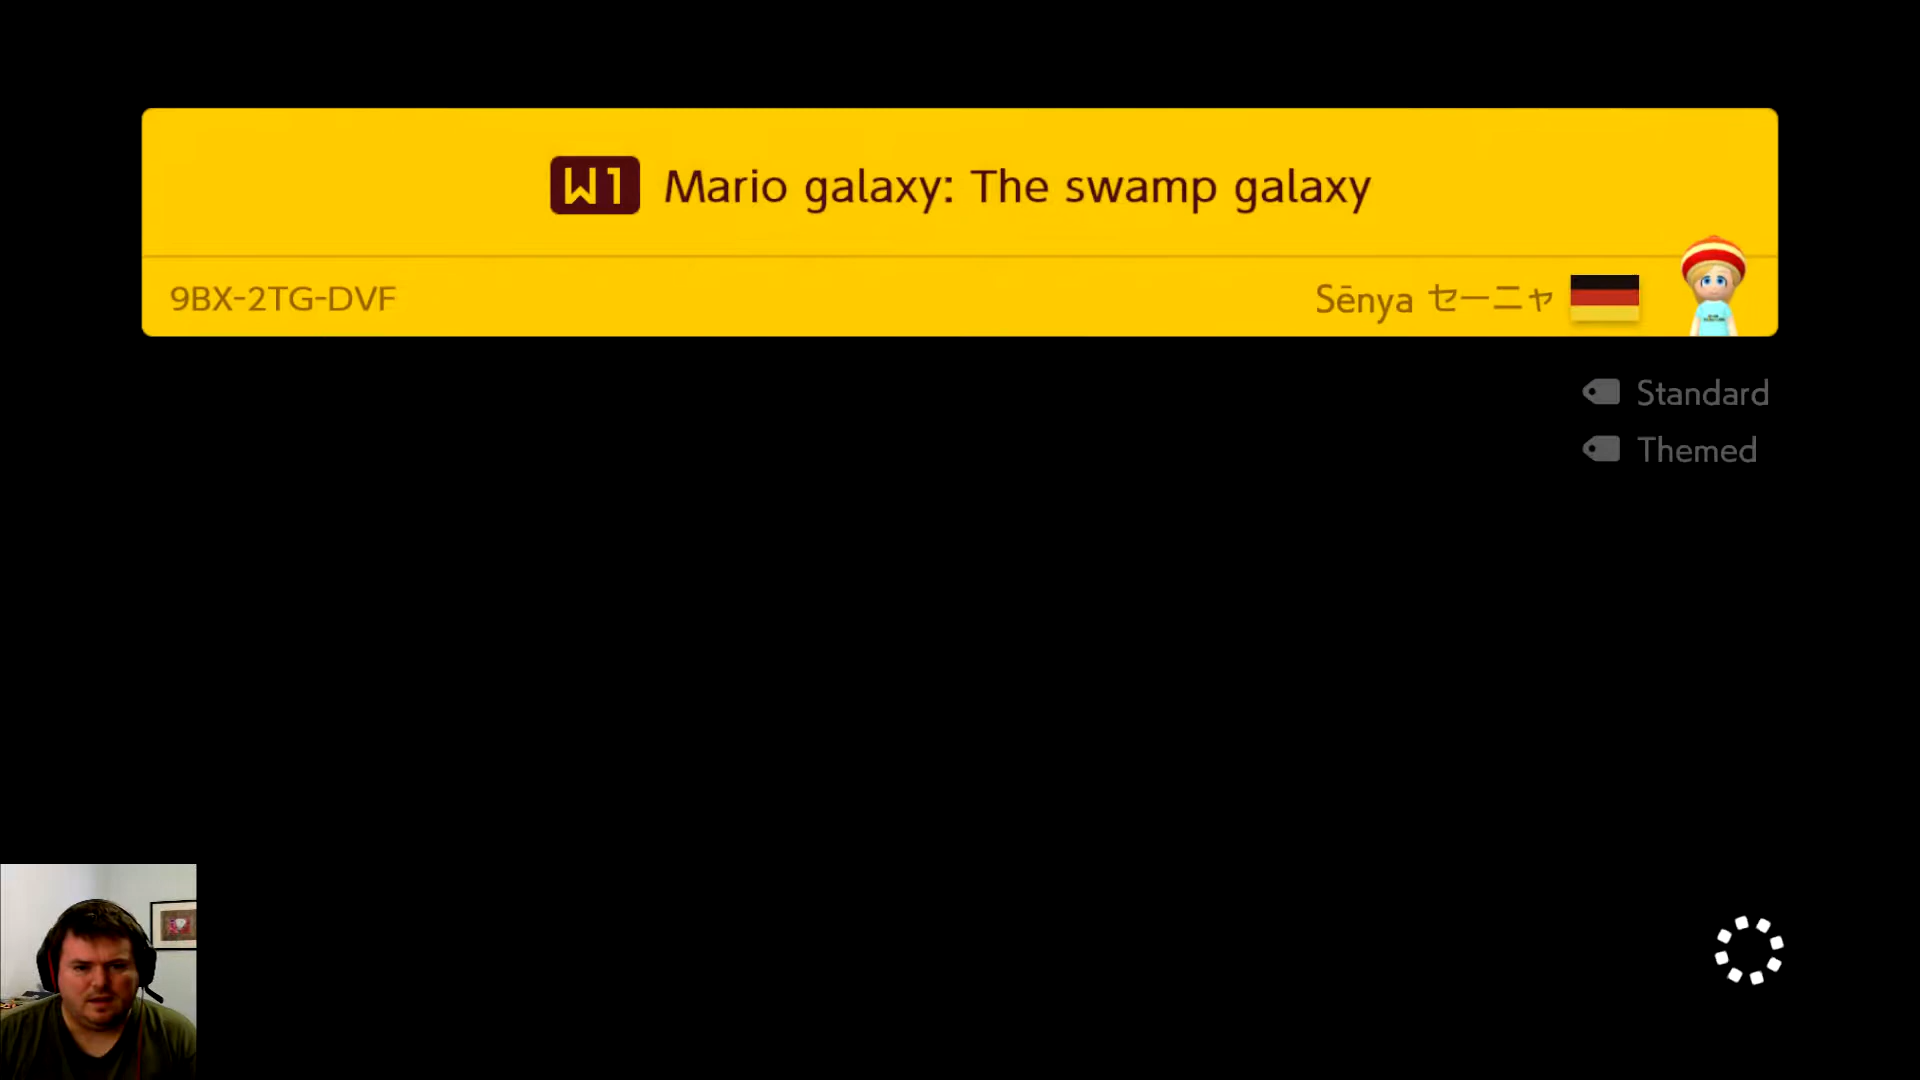 W1 Mario galaxy: The swamp galaxy
9BX-2TG-DVF
Sēnya セーニャ
Standard
Themed